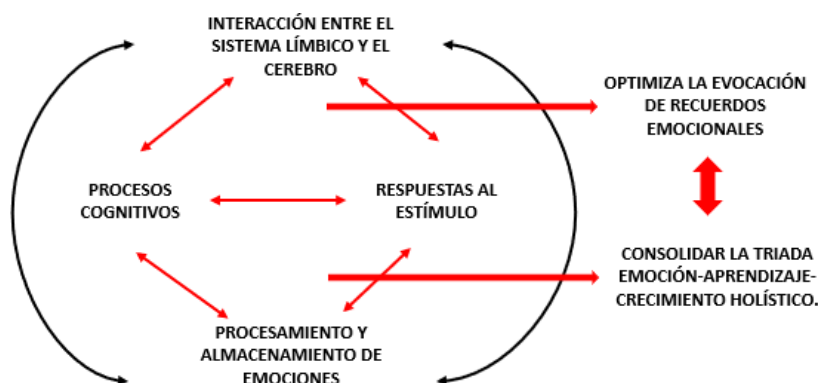 INTERACCIÓN ENTRE EL
SISTEMA LÍMBICO Y EL
CEREBRO
OPTIMIZA LA EVOCACIÓN
DE RECUERDOS
EMOCIONALES
PROCESOS
COGNITIVOS
RESPUESTAS AL
ESTÍMULO
CONSOLIDAR LA TRIADA
EMOCIÓN-APRENDIZAJE-
CRECIMIENTO HOLÍSTICO.
PROCESAMIENTO Y
ALMACENAMIENTO DE
EMOCIONES